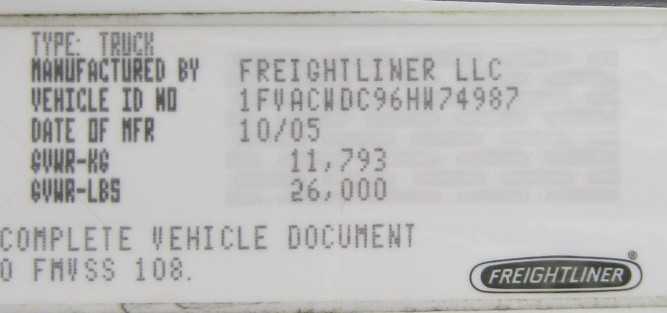 TYPE: TRUCK
MANUFACTURED BY FREIGHTLINER LLC
VEHICLE ID NO 1FVACWDC96HW74987
DATE OF MFR 10/05
GVWR-KG 11,793
GVWR-LBS 26,000
COMPLETE VEHICLE DOCUMENT
O FMVSS 108.
FREIGHTLINER®